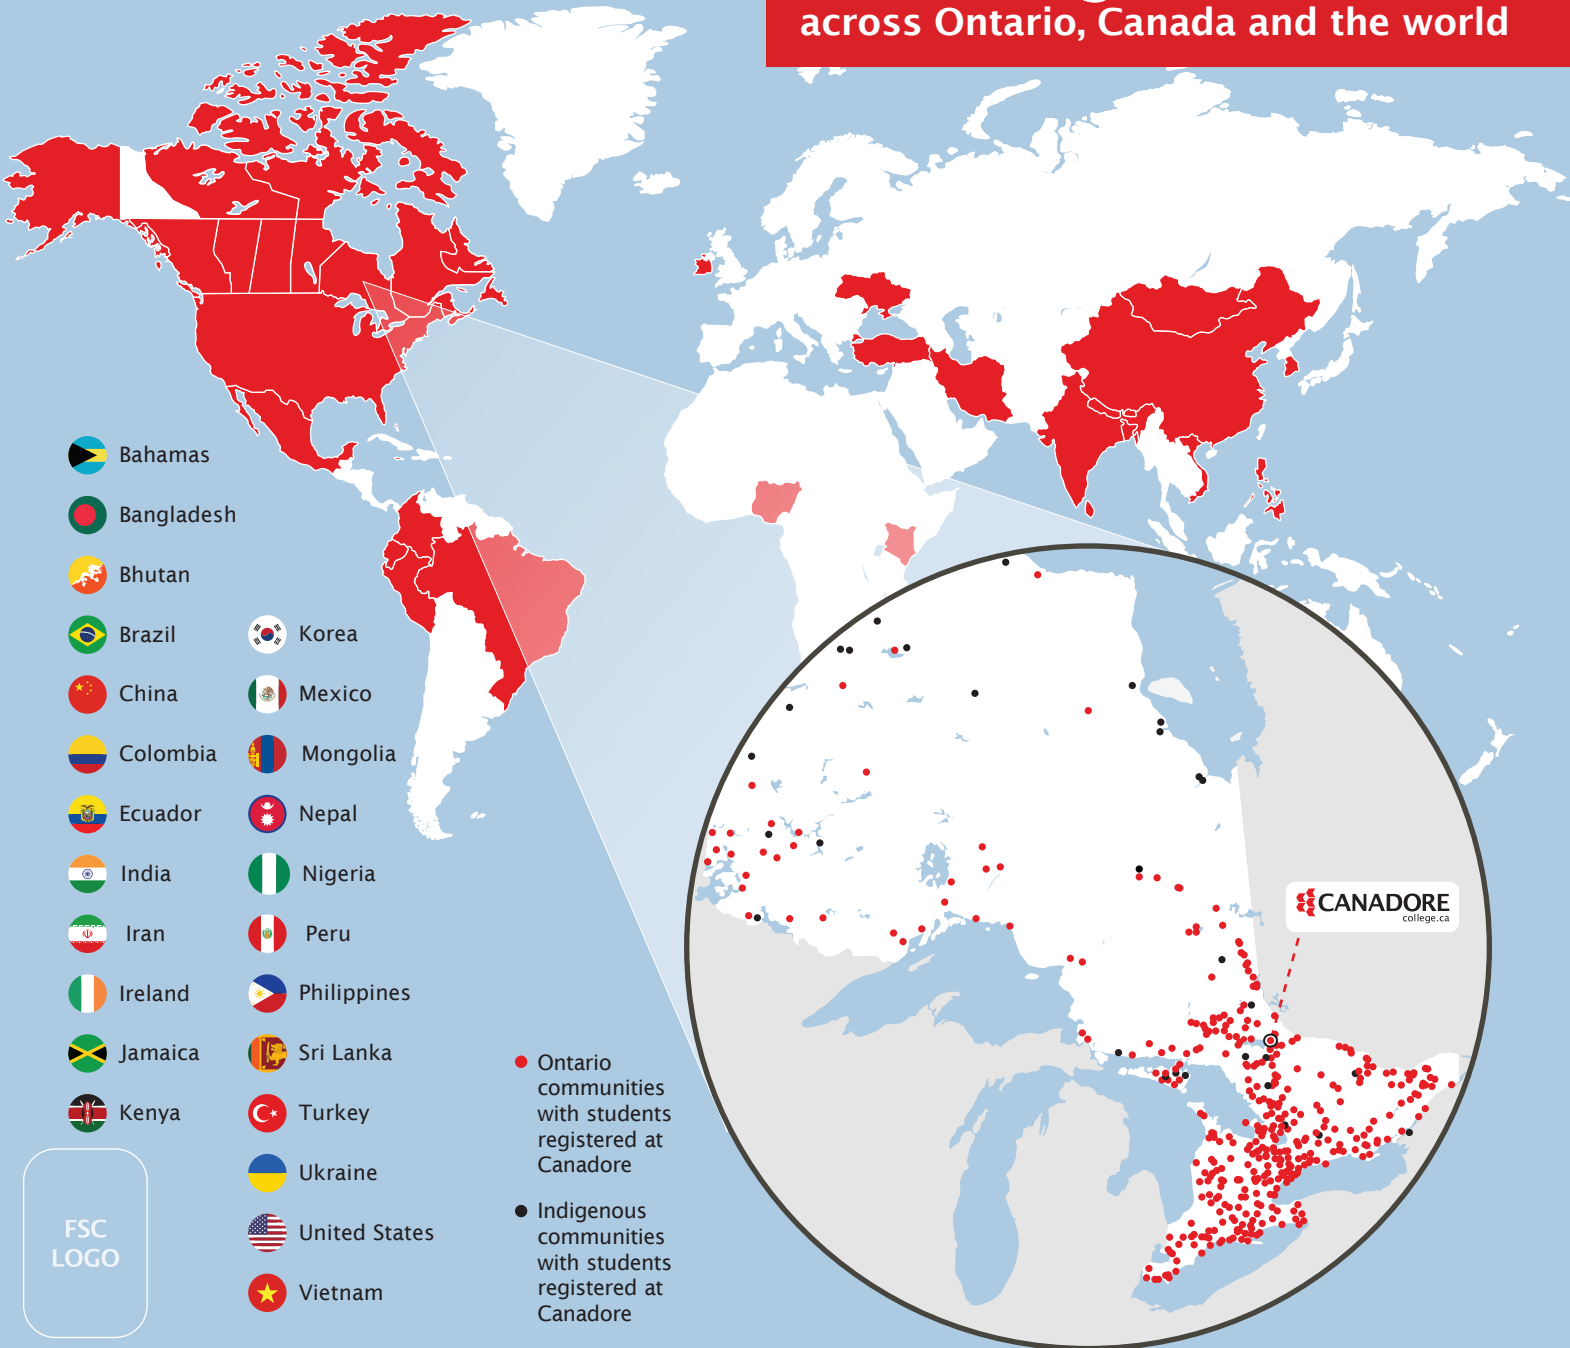 across Ontario, Canada and the world
Bahamas
Bangladesh
Bhutan
Brazil
China
Colombia
Ecuador
India
Iran
Ireland
Jamaica
Kenya
Korea
Mexico
Mongolia
Nepal
Nigeria
Peru
Philippines
Sri Lanka
Turkey
Ukraine
United States
Vietnam
Ontario
communities
with students
registered at
Canadore
Indigenous
communities
with students
registered at
Canadore
CANADORE
college.ca
FSC
LOGO